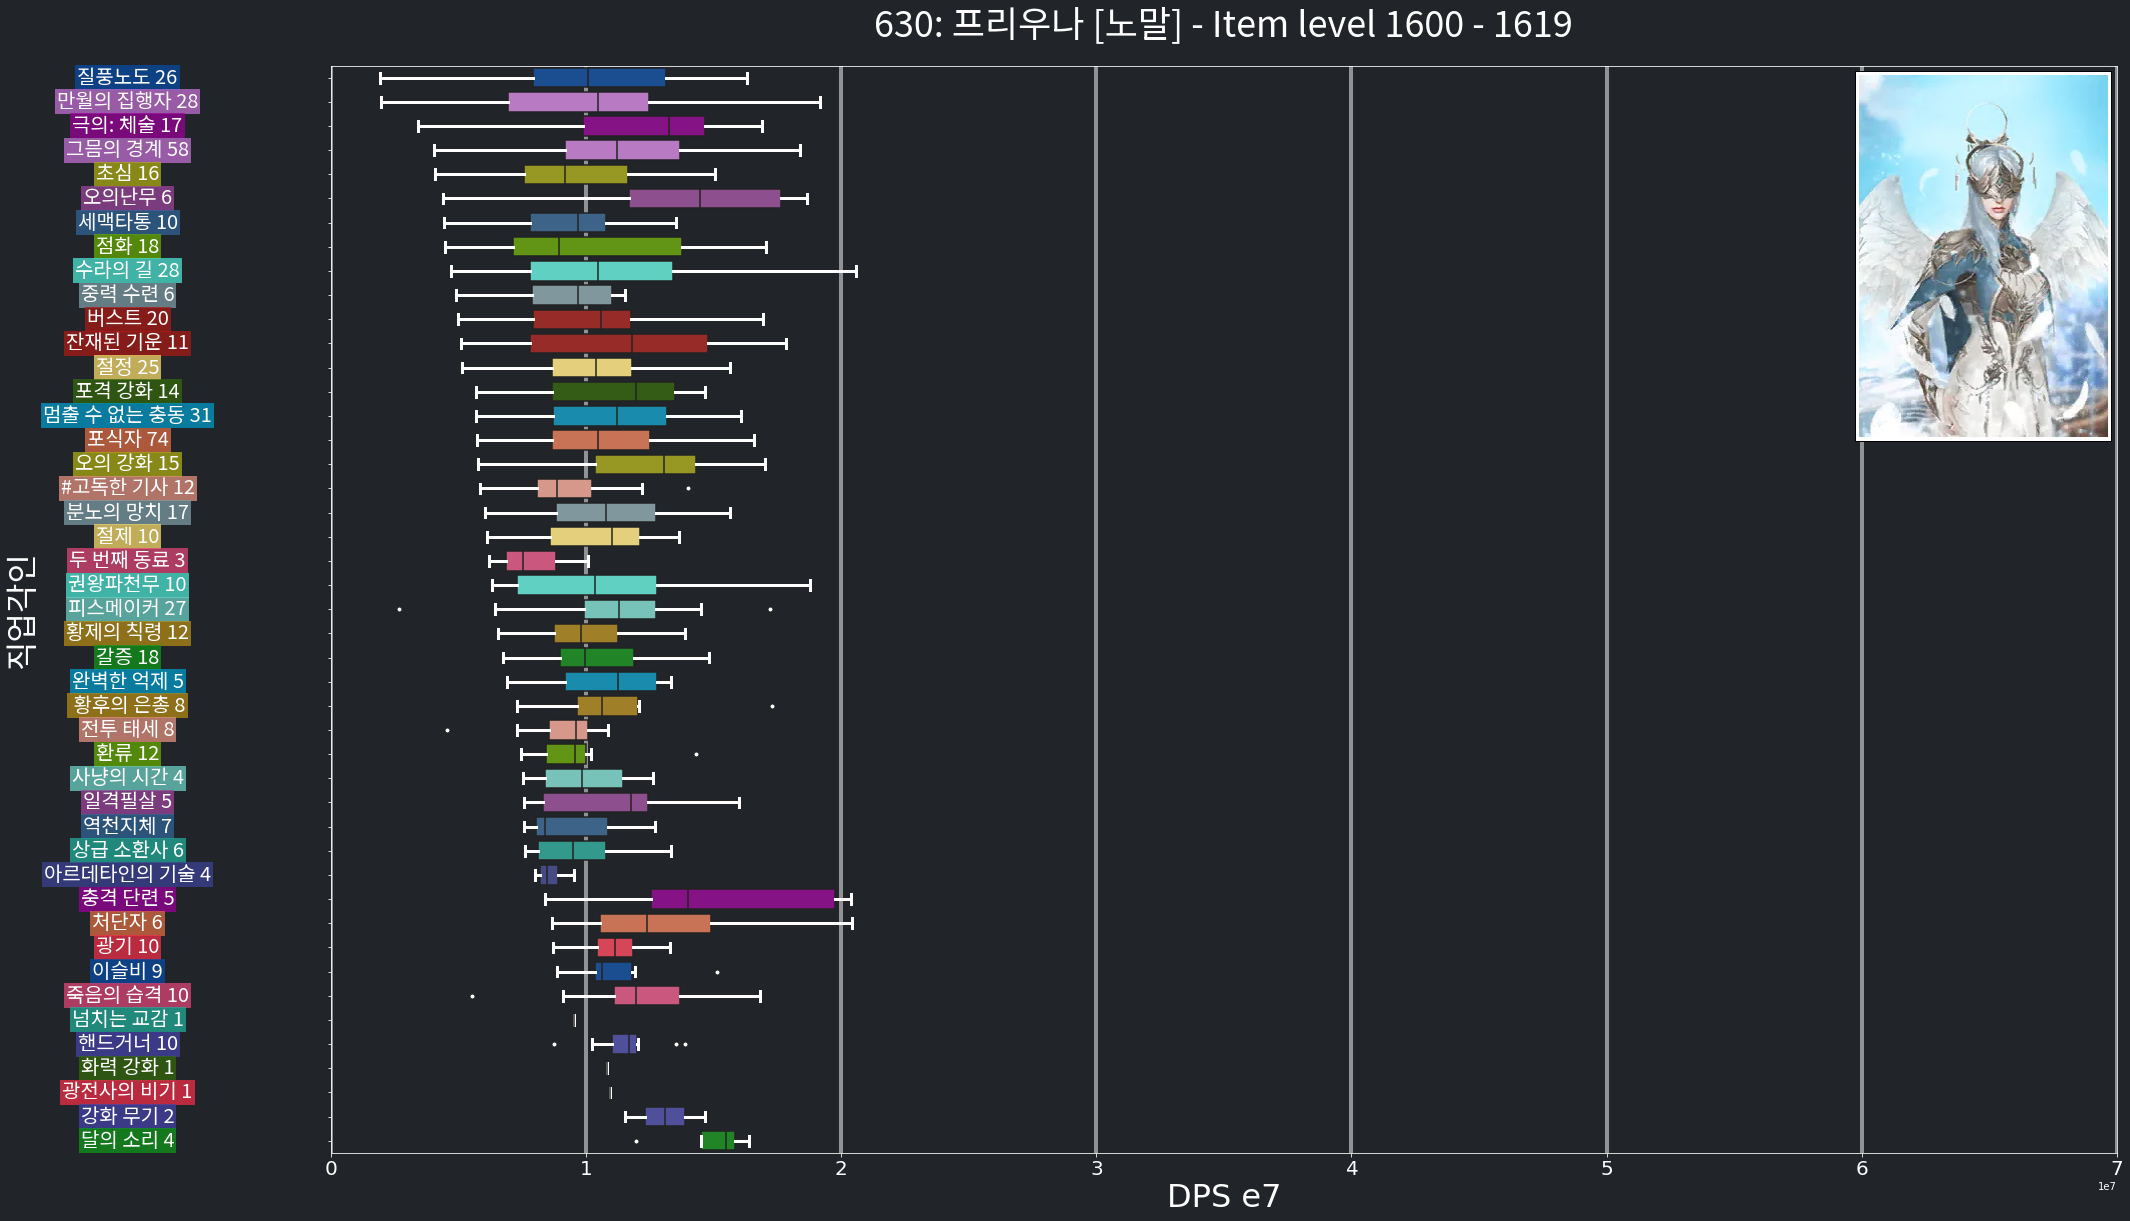 630: 프리우나 [노말] - Item level 1600 - 1619
질풍노도 26
만월의 집행자 28
극의: 체술 17
그믐의 경계 58
초심 16
오의난무 6
세맥타통 10
점화 18
수라의 길 28
중력 수련 6
버스트 20
잔재된 기운 11
절정 25
포격 강화 14
멈출 수 없는 충동 31
포식자 74
오의 강화 15
#고독한 기사 12
분노의 망치 17
절제 10
두 번째 동료 3
권왕파천무 10
피스메이커 27
황제의 칙령 12
갈증 18
완벽한 억제 5
황후의 은총 8
전투 태세 8
환류 12
사냥의 시간 4
일격필살 5
역천지체 7
상급 소환사 6
아르데타인의 기술 4
충격 단련 5
처단자 6
광기 10
이슬비 9
죽음의 습격 10
넘치는 교감 1
핸드거너 10
화력 강화 1
광전사의 비기 1
강화 무기 2
달의 소리 4
직업각인
0 1 2 3 4 5 6 7
1e7
DPS e7